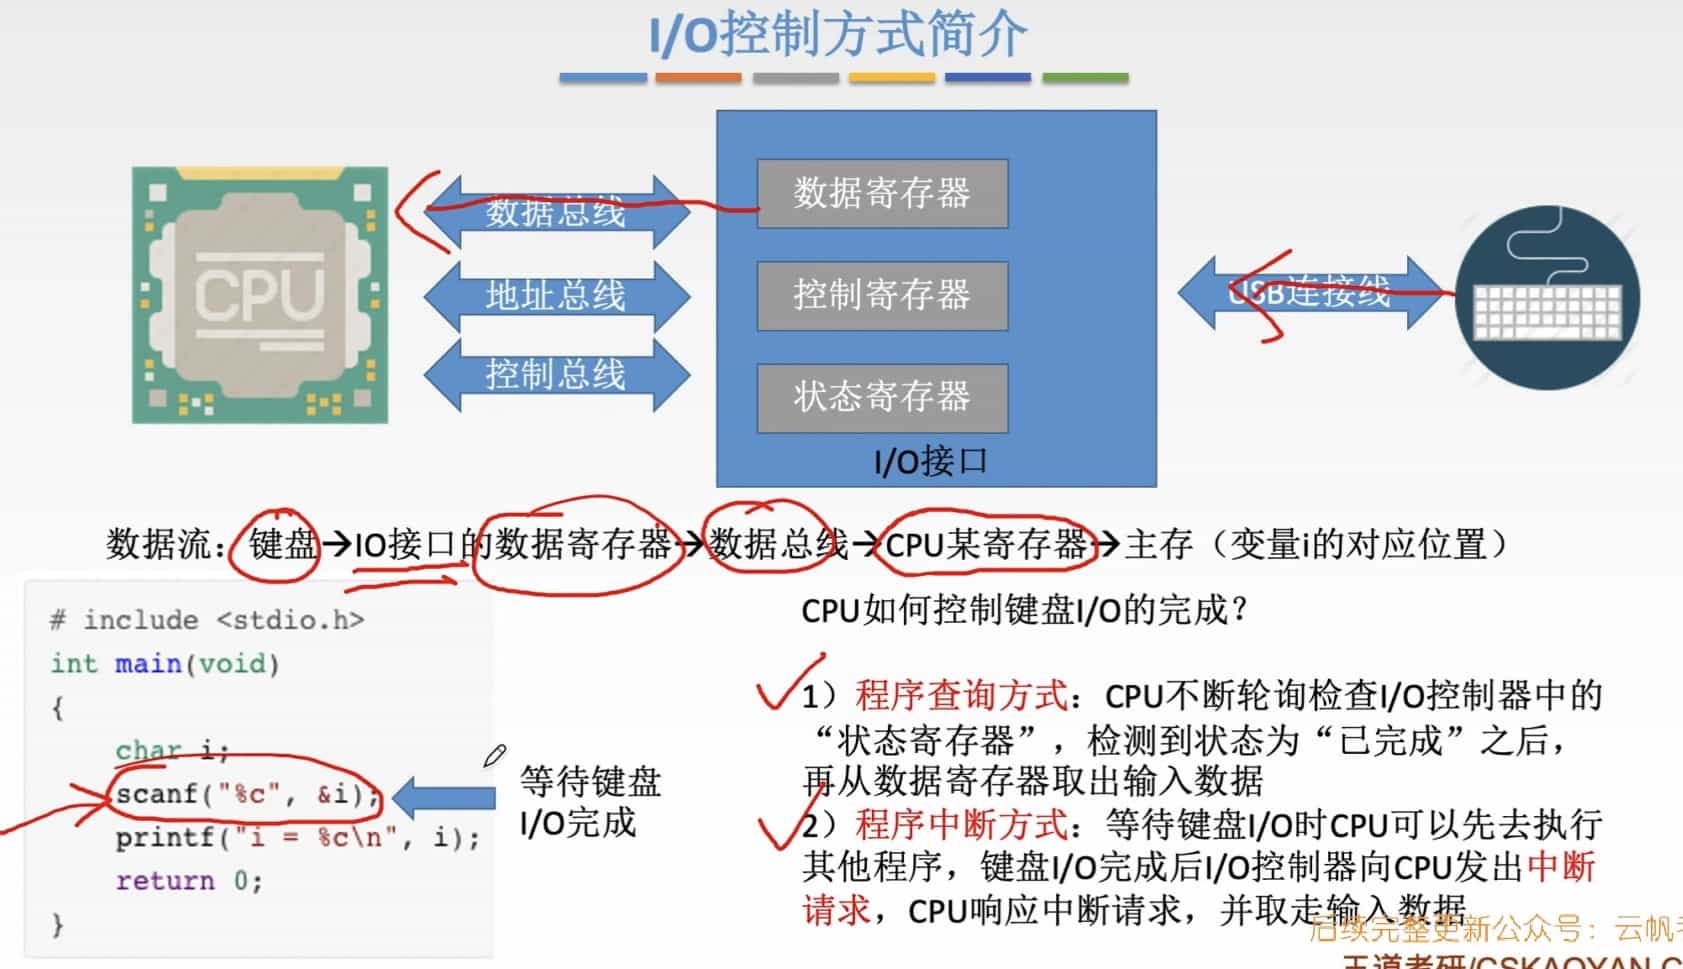 I/O控制方式简介
CPU
数据总线
地址总线
控制总线
数据寄存器
控制寄存器
状态寄存器
I/O接口
USB连接线
数据流：键盘→IO接口的数据寄存器→数据总线→CPU某寄存器→主存（变量i的对应位置）
# include <stdio.h>
int main(void)
{
char i;
scanf("%c", &i);
printf("i = %c\n", i);
return 0;
}
等待键盘
I/O完成
CPU如何控制键盘I/O的完成？
1）程序查询方式：CPU不断轮询检查I/O控制器中的
“状态寄存器”，检测到状态为“已完成”之后，
再从数据寄存器取出输入数据
2）程序中断方式：等待键盘I/O时CPU可以先去执行
其他程序，键盘I/O完成后I/O控制器向CPU发出中断
请求，CPU响应中断请求，并取走输入数据
后续完整更新公众号：云帆
王道考研/CSKAOYAN.C